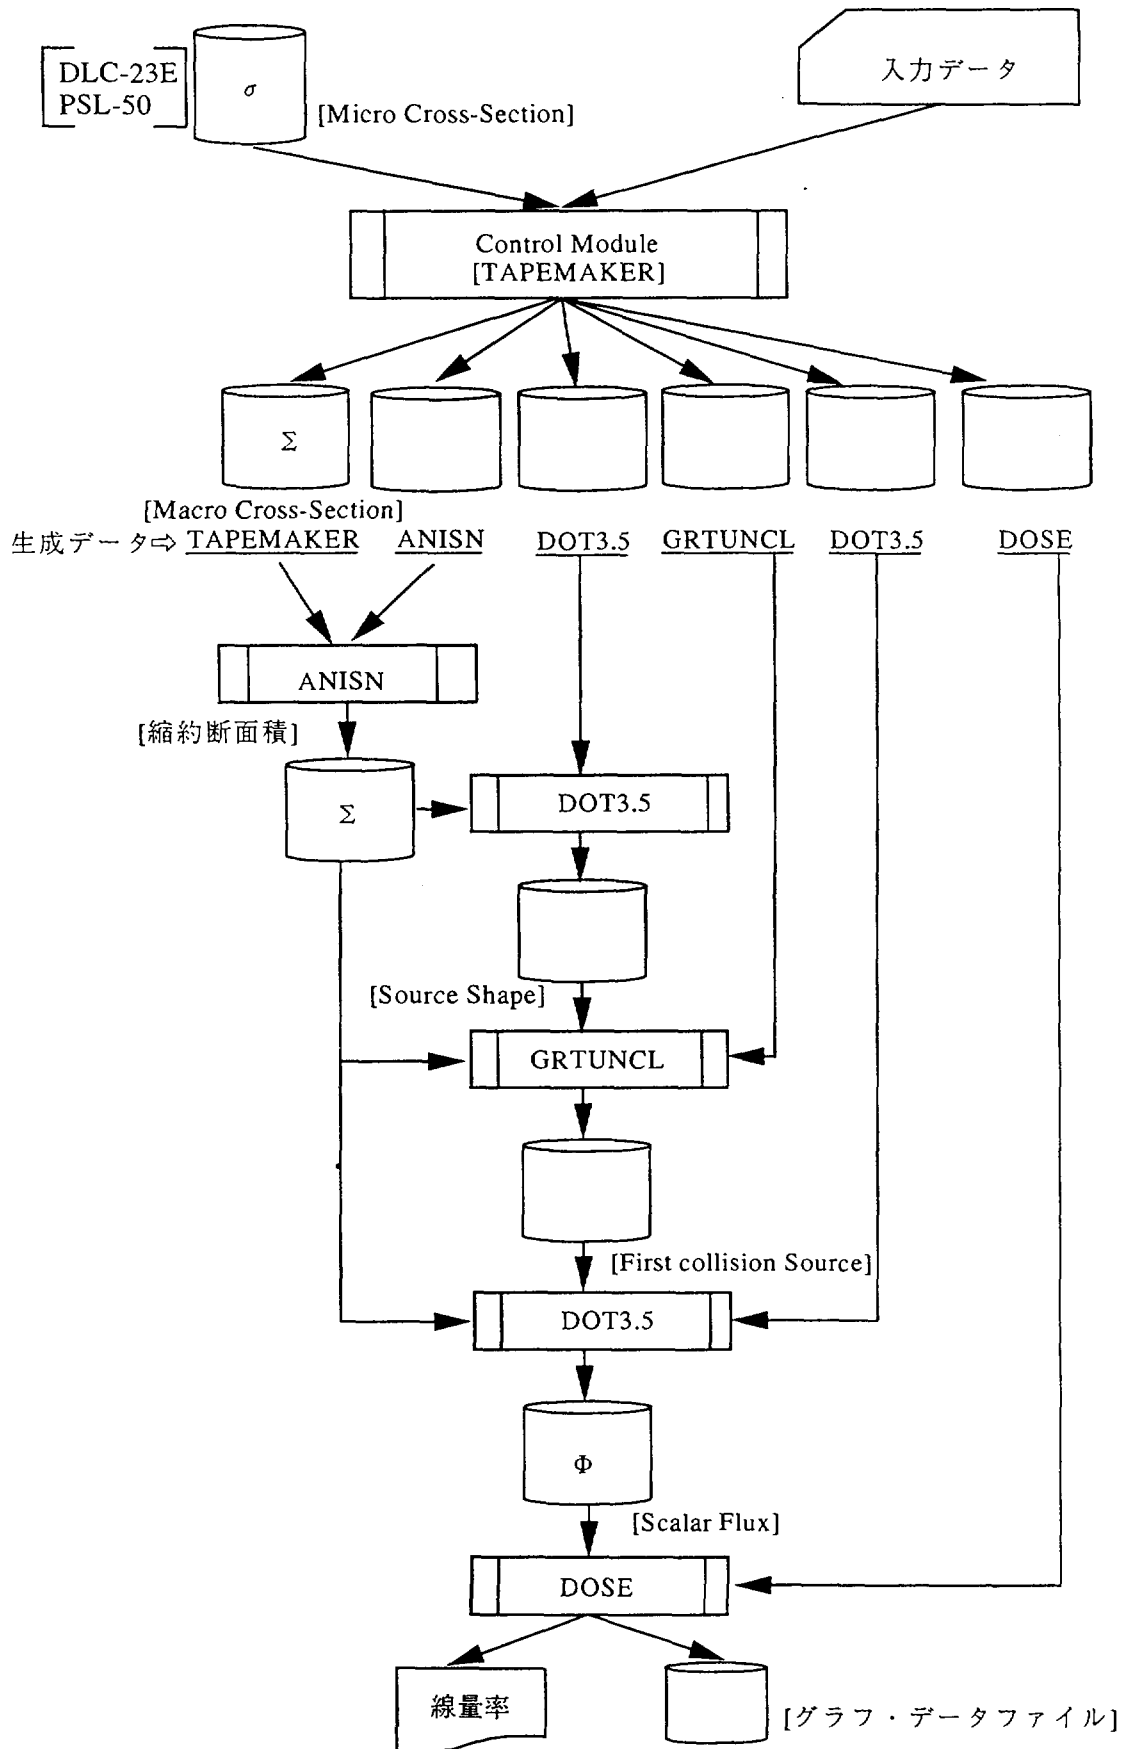 DLC-23E
PSL-50
σ
[Micro Cross-Section]
入力データ
Control Module
[TAPEMAKER]
Σ
[Macro Cross-Section]
生成データ⇨ TAPEMAKER ANISN DOT3.5 GRTUNCL DOT3.5 DOSE
ANISN
[縮約断面積]
Σ
DOT3.5
[Source Shape]
GRTUNCL
[First collision Source]
DOT3.5
Φ
[Scalar Flux]
DOSE
線量率
[グラフ・データファイル]